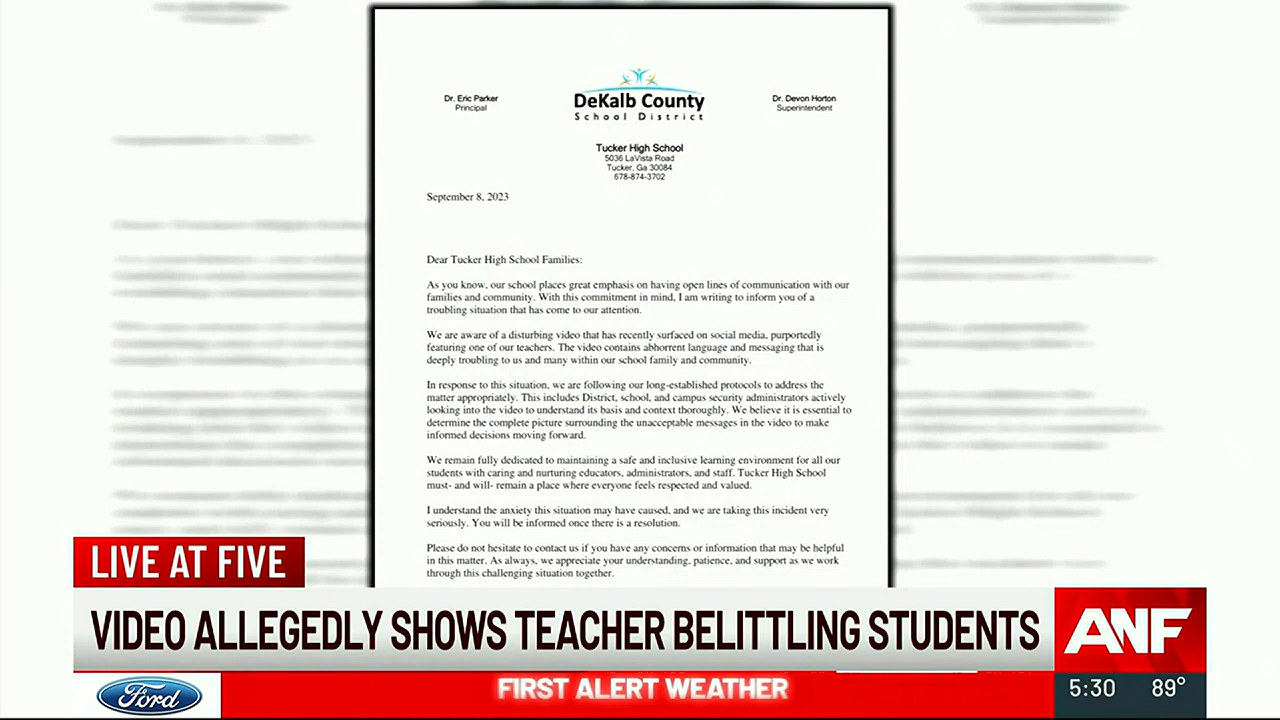 Dr. Eric Parker
Principal
DeKalb County
School District
Dr. Devon Horton
Superintendent
Tucker High School
5036 LaVista Road
Tucker, Ga 30084
678-874-3702
September 8, 2023
Dear Tucker High School Families:
As you know, our school places great emphasis on having open lines of communication with our
families and community. With this commitment in mind, I am writing to inform you of a
troubling situation that has come to our attention.
We are aware of a disturbing video that has recently surfaced on social media, purportedly
featuring one of our teachers. The video contains abhorrent language and messaging that is
deeply troubling to us and many within our school family and community.
In response to this situation, we are following our long-established protocols to address the
matter appropriately. This includes District, school, and campus security administrators actively
looking into the video to understand its basis and context thoroughly. We believe it is essential to
determine the complete picture surrounding the unacceptable messages in the video to make
informed decisions moving forward.
We remain fully dedicated to maintaining a safe and inclusive learning environment for all our
students with caring and nurturing educators, administrators, and staff. Tucker High School
must- and will- remain a place where everyone feels respected and valued.
I understand the anxiety this situation may have caused, and we are taking this incident very
seriously. You will be informed once there is a resolution.
Please do not hesitate to contact us if you have any concerns or information that may be helpful
in this matter. As always, we appreciate your understanding, patience, and support as we work
through this challenging situation together.
LIVE AT FIVE
VIDEO ALLEGEDLY SHOWS TEACHER BELITTLING STUDENTS
ANF
Ford
FIRST ALERT WEATHER
5:30 89°